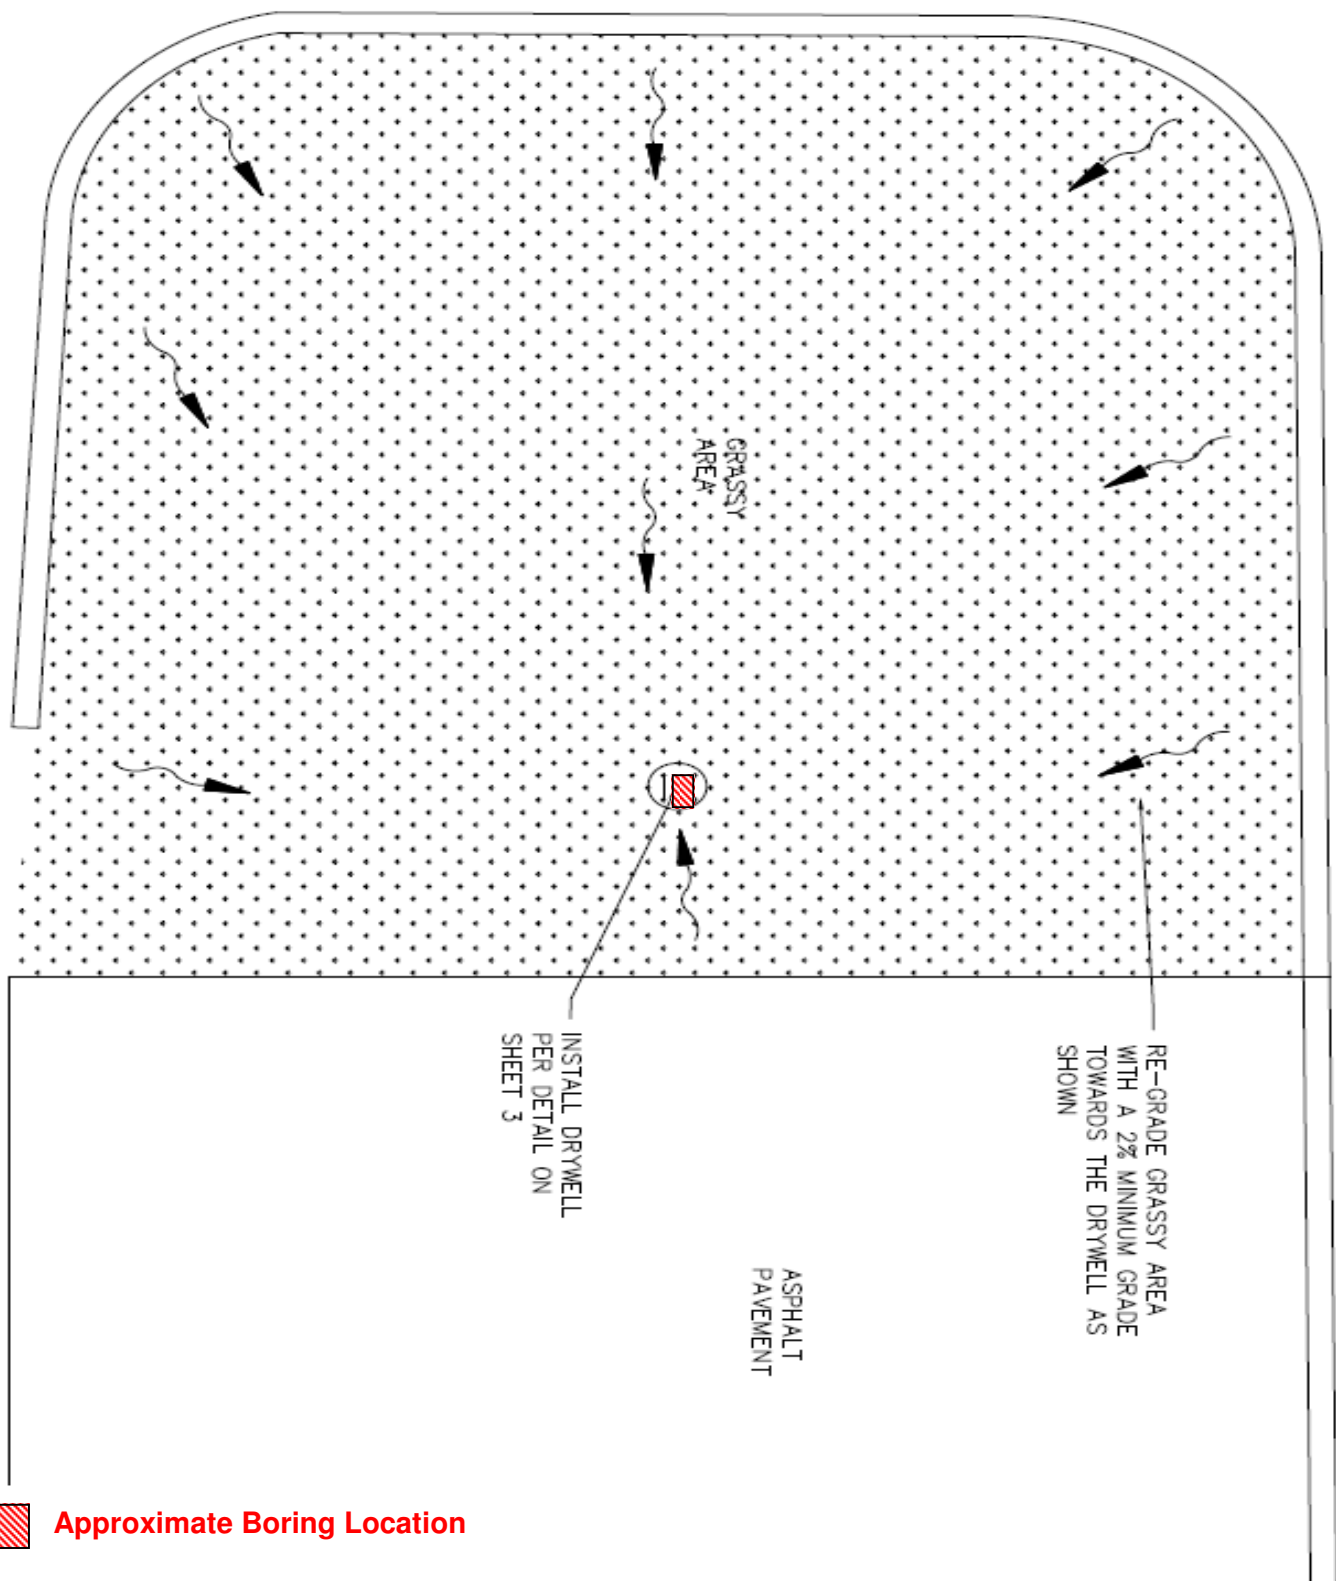 GRASSY
AREA
RE-GRADE GRASSY AREA
WITH A 2% MINIMUM GRADE
TOWARDS THE DRYWELL AS
SHOWN
INSTALL DRYWELL
PER DETAIL ON
SHEET 3
ASPHALT
PAVEMENT
Approximate Boring Location